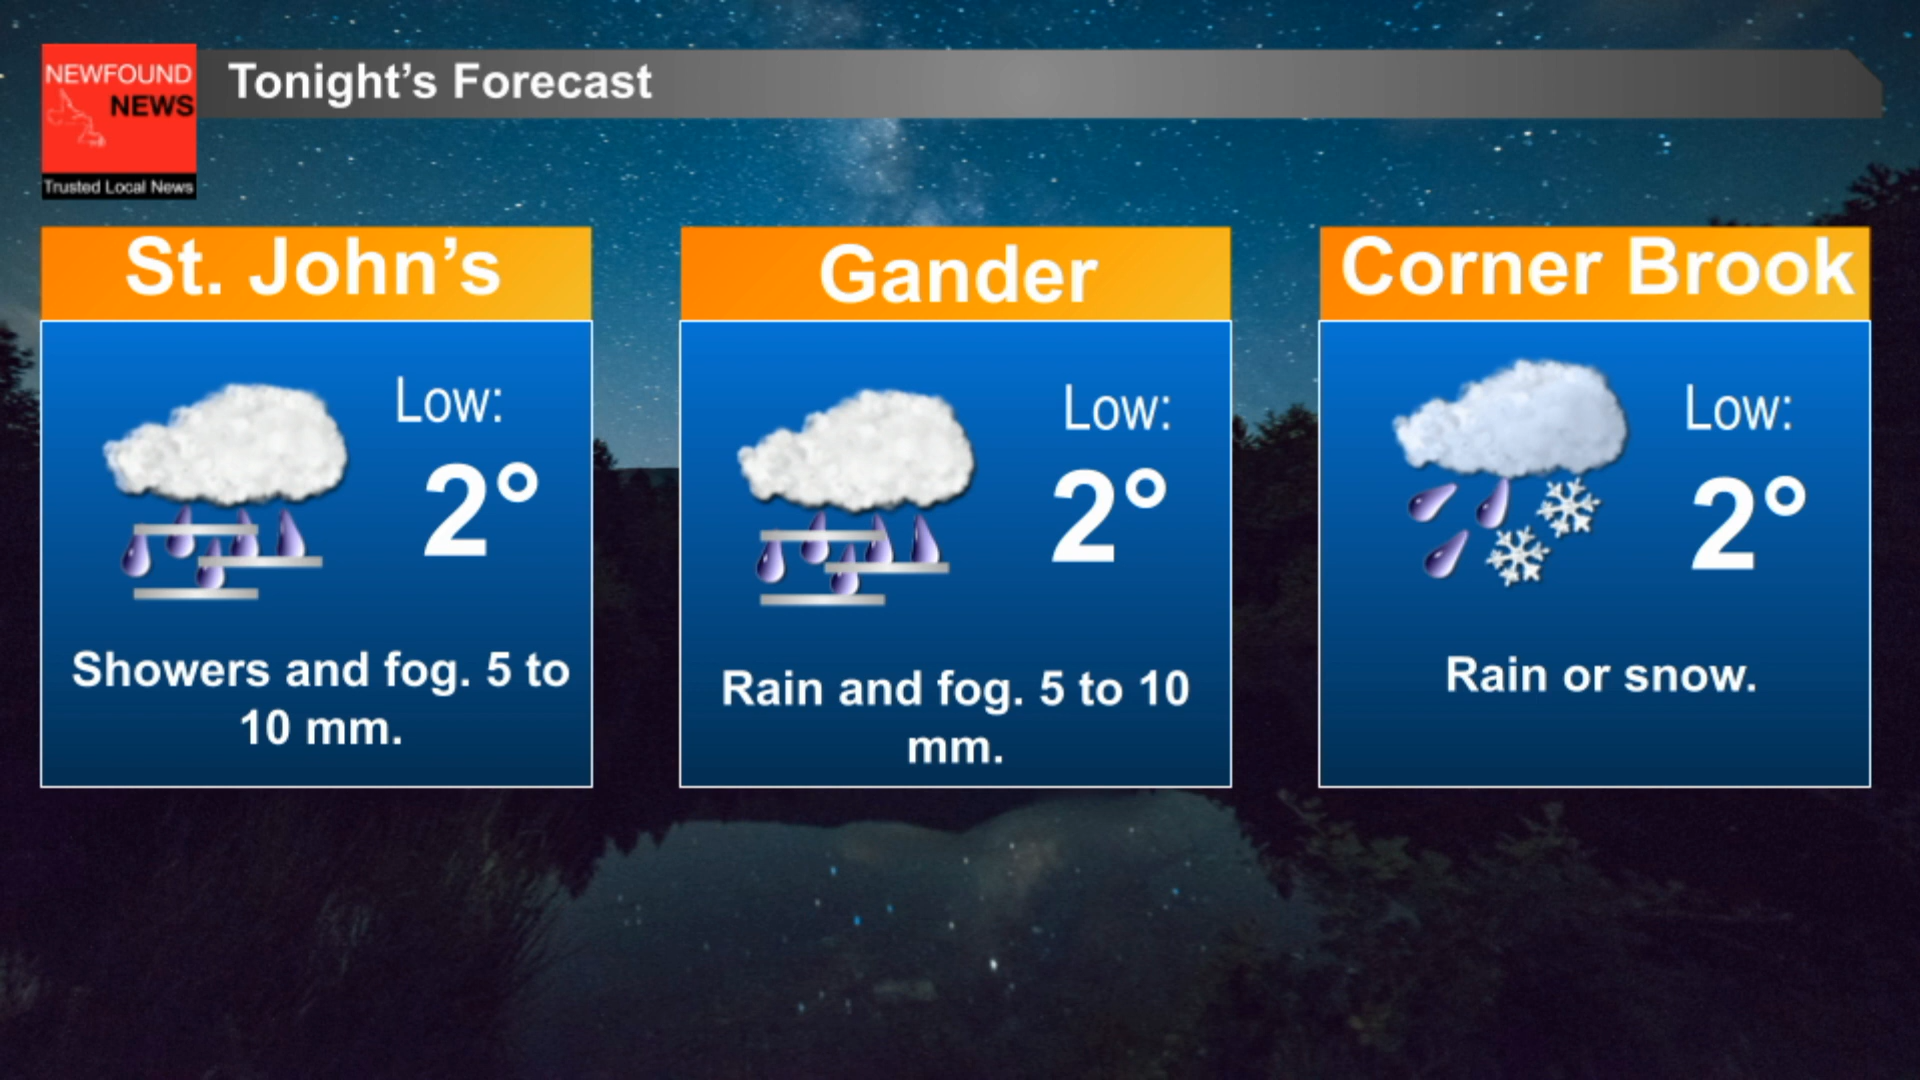 NEWFOUND
NEWS
Trusted Local News
Tonight’s Forecast
St. John’s
Low:
2°
Showers and fog. 5 to
10 mm.
Gander
Low:
2°
Rain and fog. 5 to 10
mm.
Corner Brook
Low:
2°
Rain or snow.